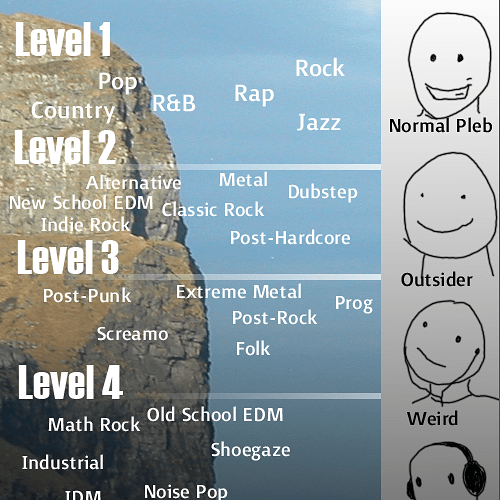 Level 1
Rock
Pop
Rap
R&B
Country
Jazz
Normal Pleb
Level 2
Alternative
Metal
Dubstep
New School EDM
Classic Rock
Indie Rock
Post-Hardcore
Level 3
Outsider
Post-Punk
Extreme Metal
Prog
Post-Rock
Screamo
Folk
Level 4
Old School EDM
Math Rock
Weird
Shoegaze
Industrial
IDM
Noise Pop